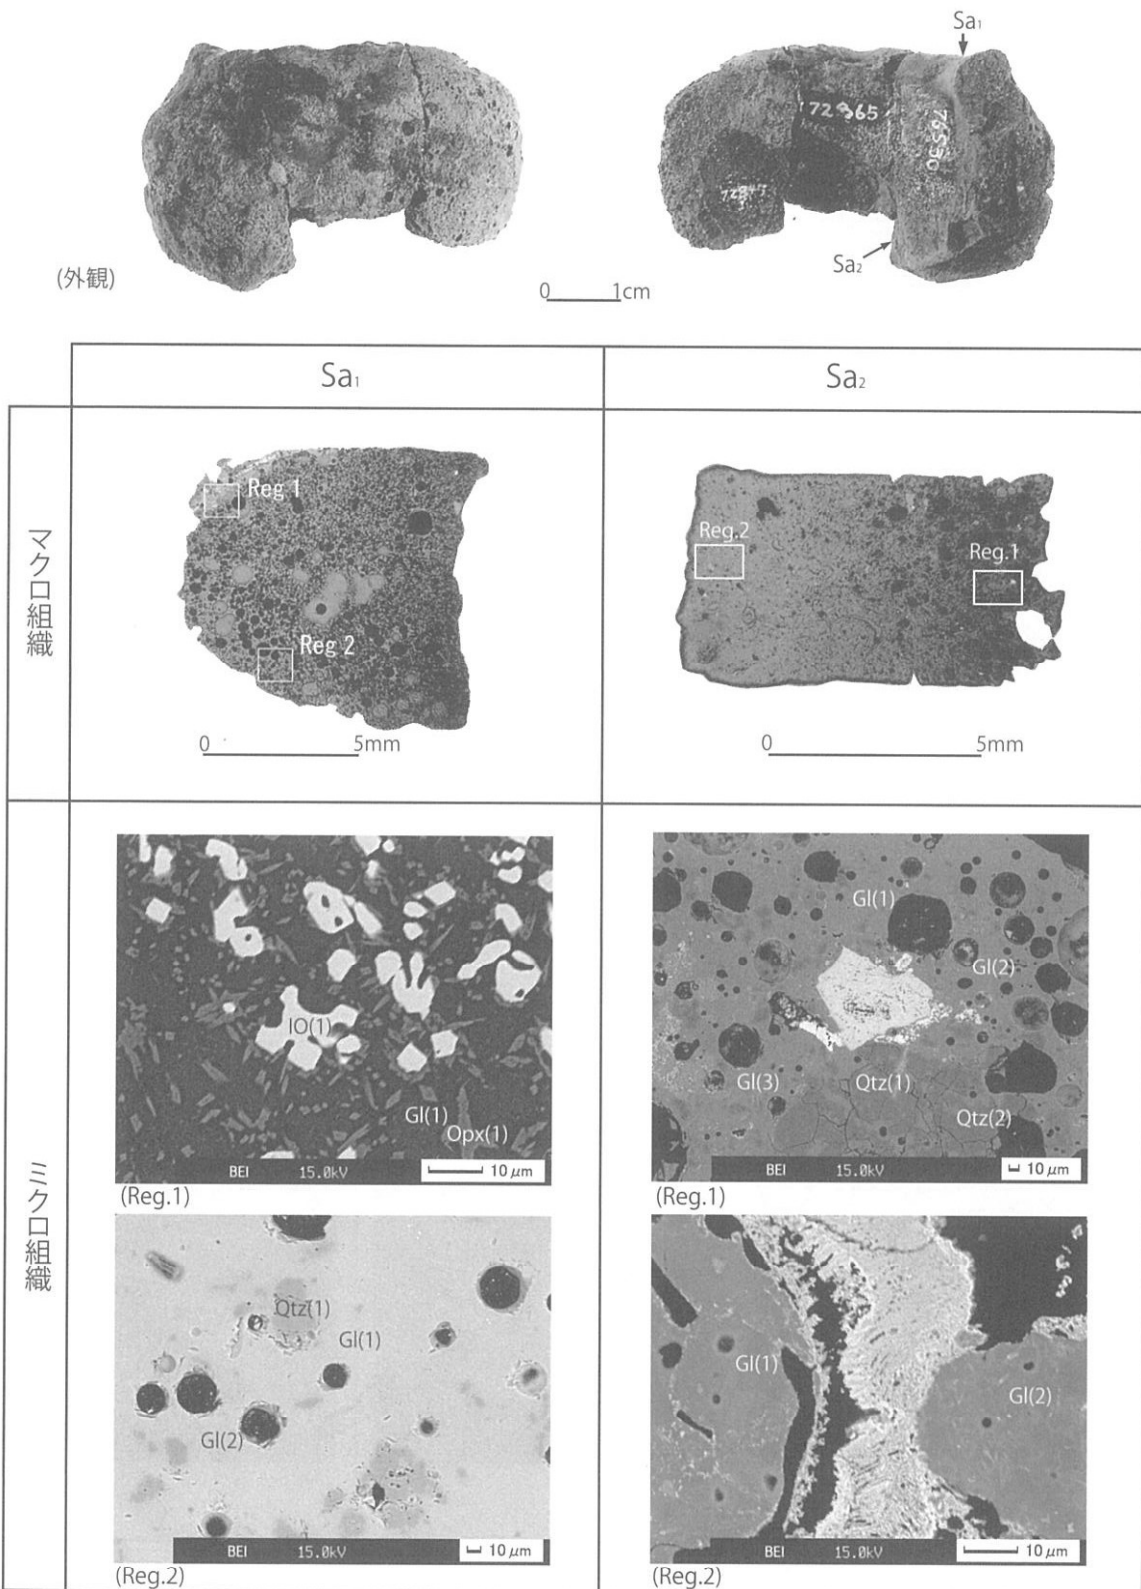 Sa₁
72965
76530
Sa₂
(外観)
0 1cm
Sa₁
Sa₂
マクロ組織
Reg 1
Reg 2
0 5mm
Reg.2
Reg.1
0 5mm
ミクロ組織
IO(1)
Gl(1)
Opx(1)
BEI 15.0kV 10 μm
(Reg.1)
Gl(1)
Gl(2)
Gl(3)
Qtz(1)
Qtz(2)
BEI 15.0kV 10 μm
(Reg.1)
Qtz(1)
Gl(1)
Gl(2)
BEI 15.0kV 10 μm
(Reg.2)
Gl(1)
Gl(2)
BEI 15.0kV 10 μm
(Reg.2)